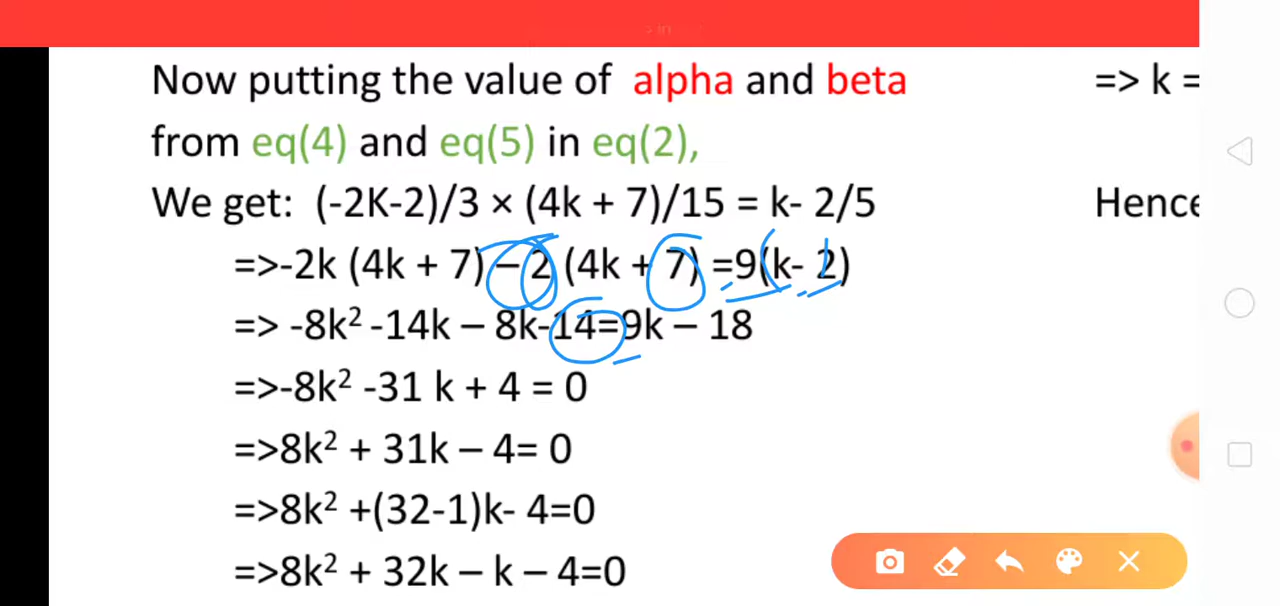 Now putting the value of alpha and beta
from eq(4) and eq(5) in eq(2),
We get: (-2K-2)/3 × (4k + 7)/15 = k- 2/5
=>-2k (4k + 7) – 2 (4k + 7) =9(k- 2)
=> -8k² -14k – 8k-14=9k – 18
=>-8k² -31 k + 4 = 0
=>8k² + 31k – 4= 0
=>8k² +(32-1)k- 4=0
=>8k² + 32k – k – 4=0
=> k =
Hence